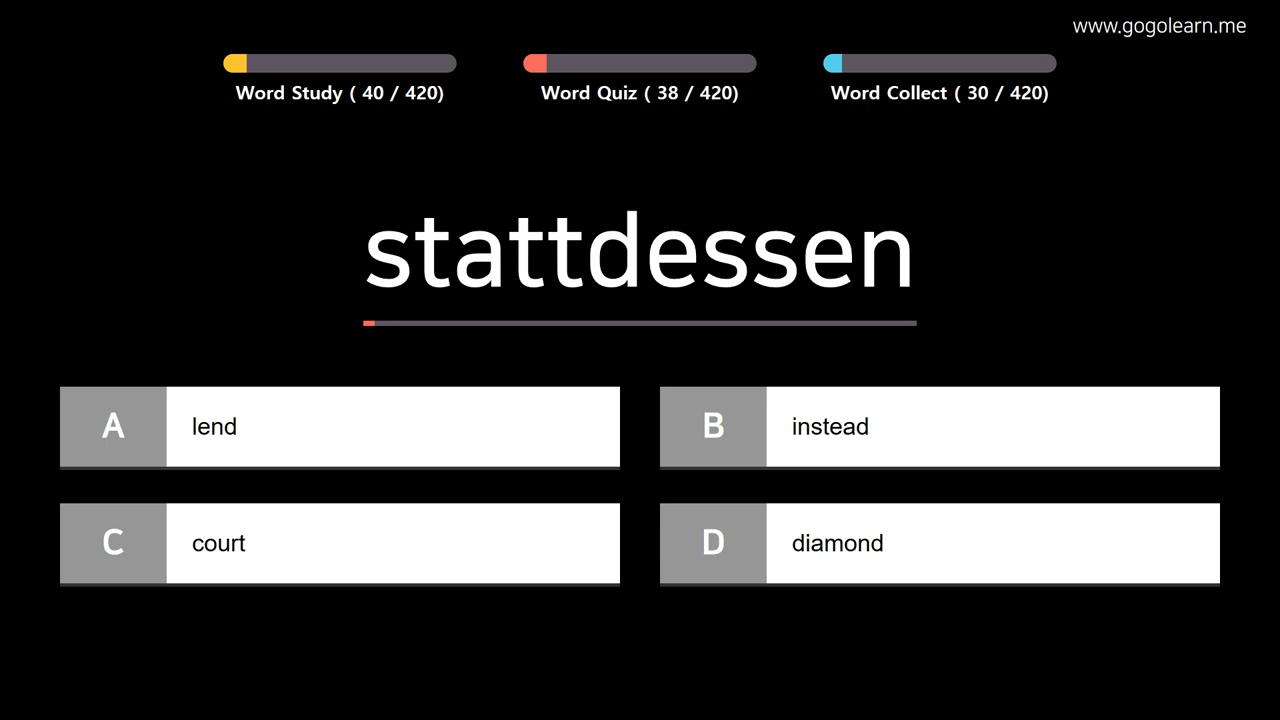 www.gogolearn.me
Word Study ( 40 / 420)
Word Quiz ( 38 / 420)
Word Collect ( 30 / 420)
stattdessen
A lend
B instead
C court
D diamond